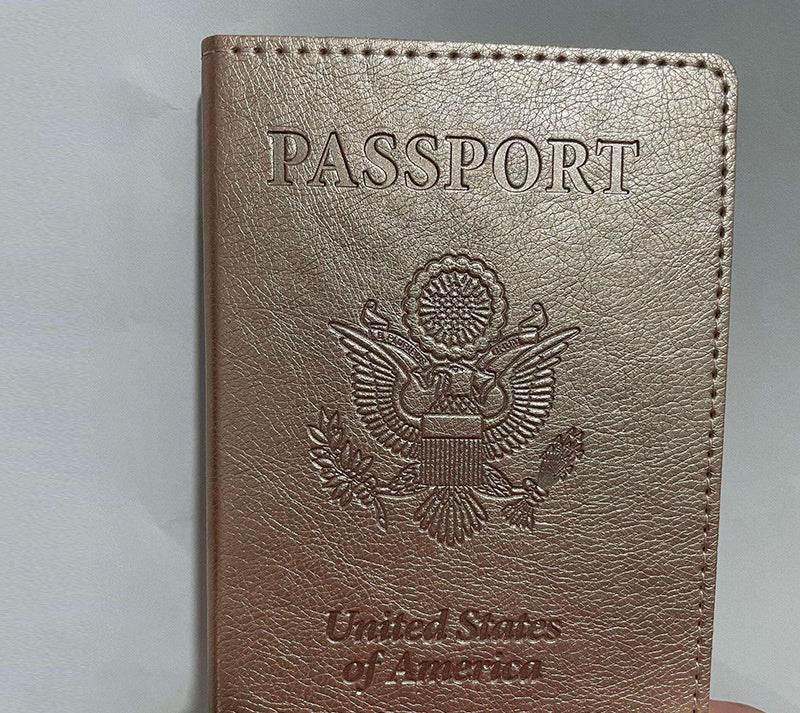 PASSPORT
United States
of America